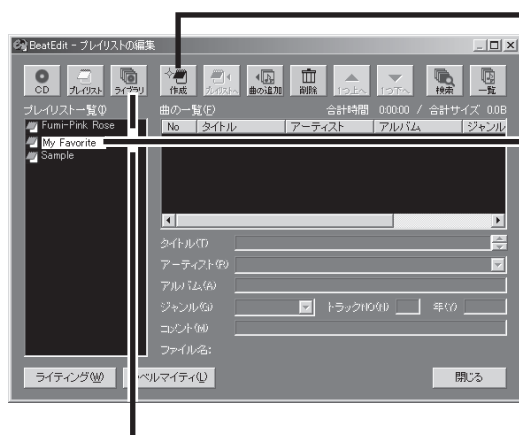 BeatEdit - プレイリストの編集
CD プレイリスト ライブラリ 作成 プレイリストへ 曲の追加 削除 1つ上へ 1つ下へ 検索 一覧
プレイリスト一覧(I) 曲の一覧(E) 合計時間 0:00:00 / 合計サイズ 0.0B
No タイトル アーティスト アルバム ジャンル
Fumi-Pink Rose
My Favorite
Sample
タイトル(T)
アーティスト(R)
アルバム(A)
ジャンル(G) トラックNO(N) 年(Y)
コメント(M)
ファイル名:
ライティング(W) ベルマイティ(L) 閉じる